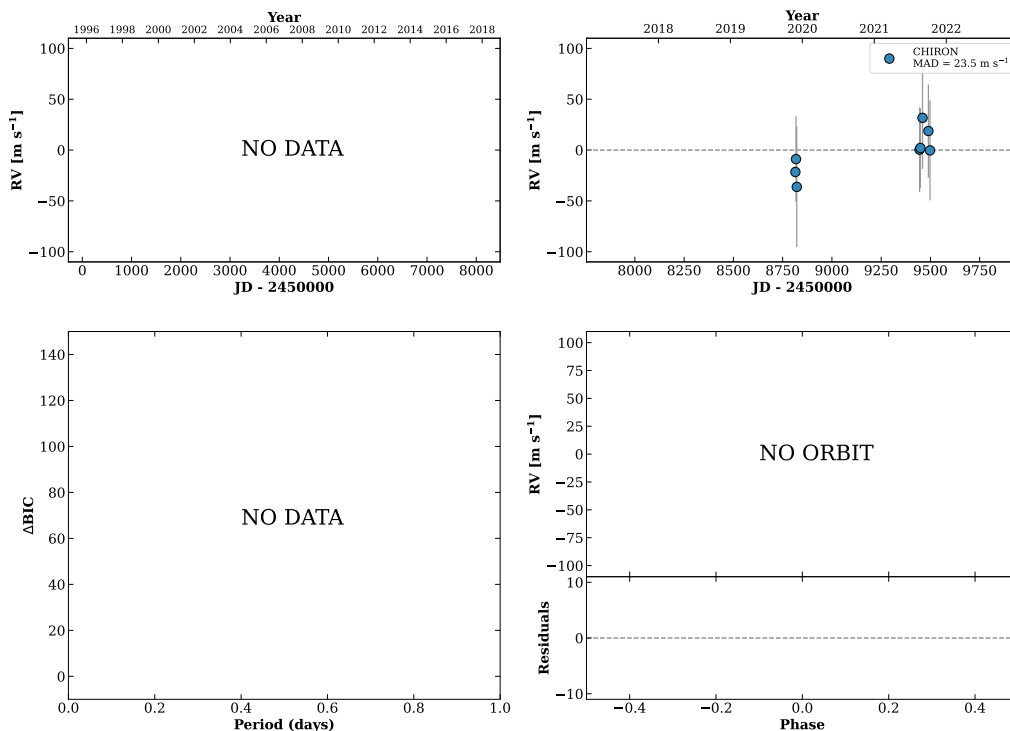 Year
1996 1998 2000 2002 2004 2006 2008 2010 2012 2014 2016 2018
100
50
0
−50
−100
RV [m s⁻¹]
NO DATA
0 1000 2000 3000 4000 5000 6000 7000 8000
JD - 2450000
Year
2018 2019 2020 2021 2022
100
50
0
−50
−100
RV [m s⁻¹]
CHIRON
MAD = 23.5 m s⁻¹
8000 8250 8500 8750 9000 9250 9500 9750
JD - 2450000
140
120
100
80
60
40
20
0
ΔBIC
NO DATA
0.0 0.2 0.4 0.6 0.8 1.0
Period (days)
100
75
50
25
0
−25
−50
−75
−100
RV [m s⁻¹]
NO ORBIT
10
0
−10
Residuals
−0.4 −0.2 0.0 0.2 0.4
Phase